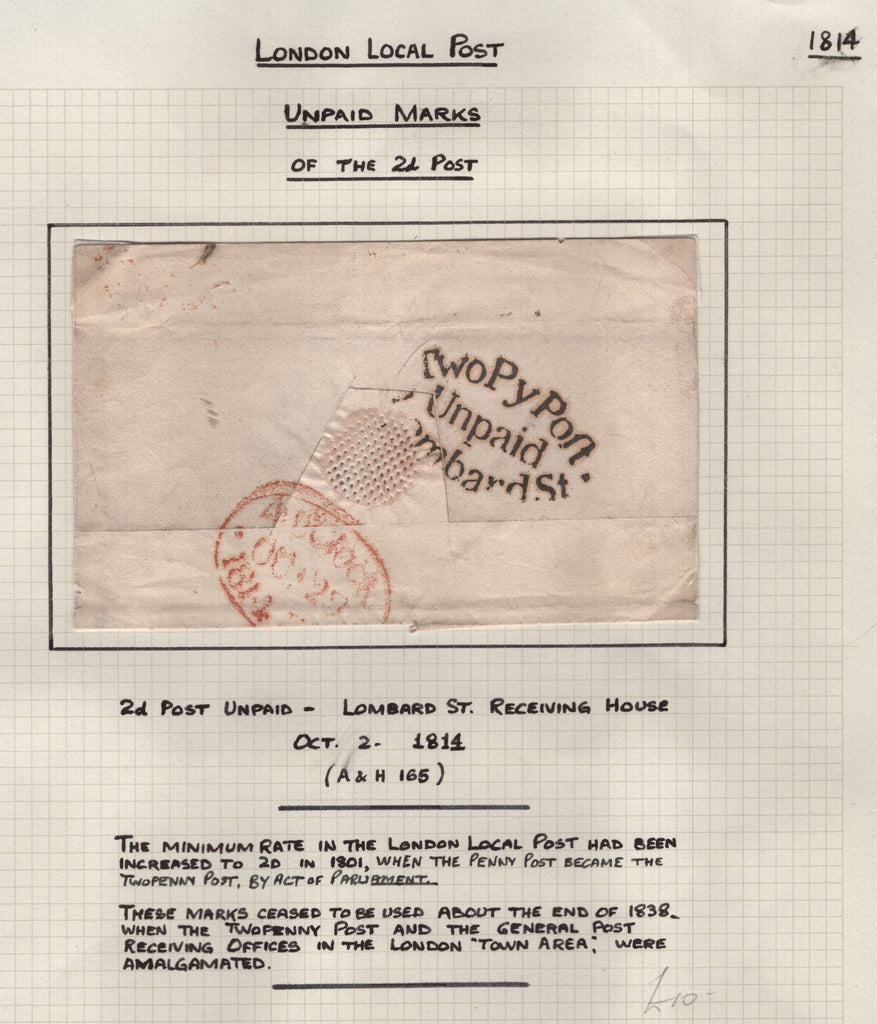 LONDON LOCAL POST
1814
UNPAID MARKS
OF THE 2d POST
TwoPyPost
Unpaid
ombardSt
o'Clock
OC
1814
2d POST UNPAID - LOMBARD ST. RECEIVING HOUSE
OCT. 2- 1814
(A & H 165)
THE MINIMUM RATE IN THE LONDON LOCAL POST HAD BEEN
INCREASED TO 2D IN 1801, WHEN THE PENNY POST BECAME THE
TWOPENNY POST, BY ACT OF PARLIAMENT.
THESE MARKS CEASED TO BE USED ABOUT THE END OF 1838.
WHEN THE TWOPENNY POST AND THE GENERAL POST
RECEIVING OFFICES IN THE LONDON "TOWN AREA", WERE
AMALGAMATED.
£10-